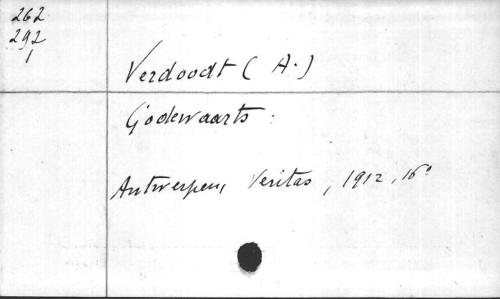 262
292
1
Verdoodt (A.)
Godewaarts:
Antwerpen, Veritas, 1912, 16°